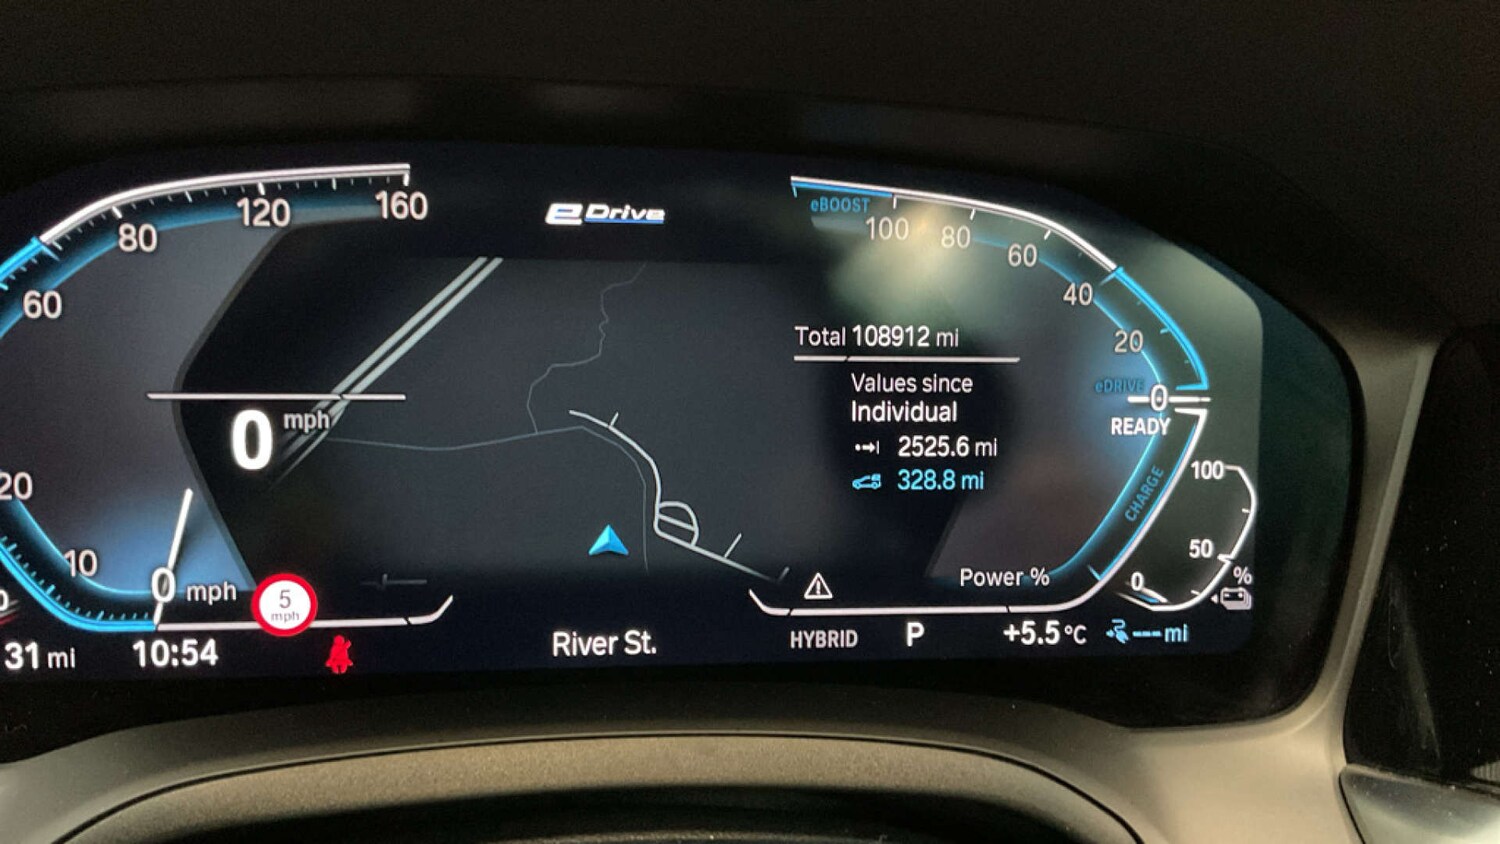 eDrive
160
120
80
60
20
10
0 mph
0 mph
5
mph
31 mi
10:54
River St.
eBOOST
100
80
60
40
20
eDRIVE
0
READY
CHARGE
Total 108912 mi
Values since
Individual
2525.6 mi
328.8 mi
Power %
100
50
0
%
HYBRID
P
+5.5°C
---mi